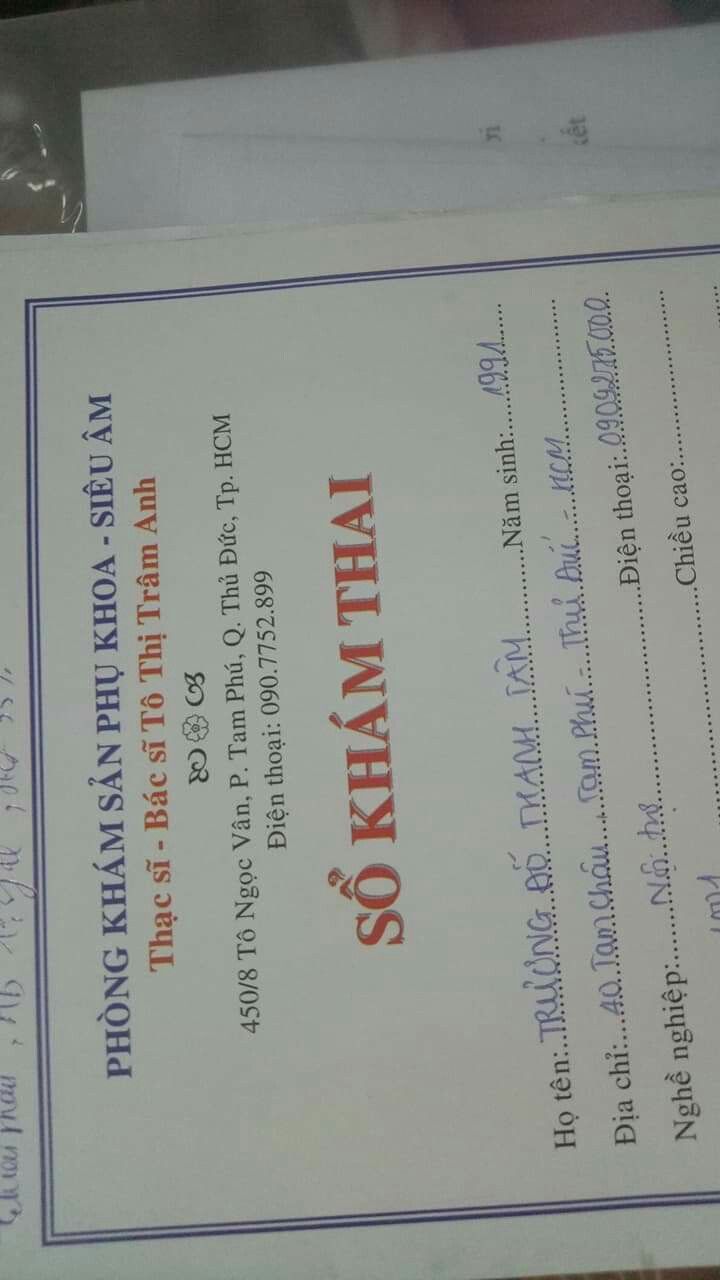 PHÒNG KHÁM SẢN PHỤ KHOA - SIÊU ÂM
Thạc sĩ - Bác sĩ Tô Thị Trâm Anh
450/8 Tô Ngọc Vân, P. Tam Phú, Q. Thủ Đức, Tp. HCM
Điện thoại: 090.7752.899
SỔ KHÁM THAI
Họ tên: TRƯƠNG ĐỖ THANH TÂM Năm sinh: 1991
Địa chỉ: 40 Tam Châu, Tam Phú - Thủ Đức - HCM
Nghề nghiệp: Nội trợ Điện thoại: 0909275000
Chiều cao: